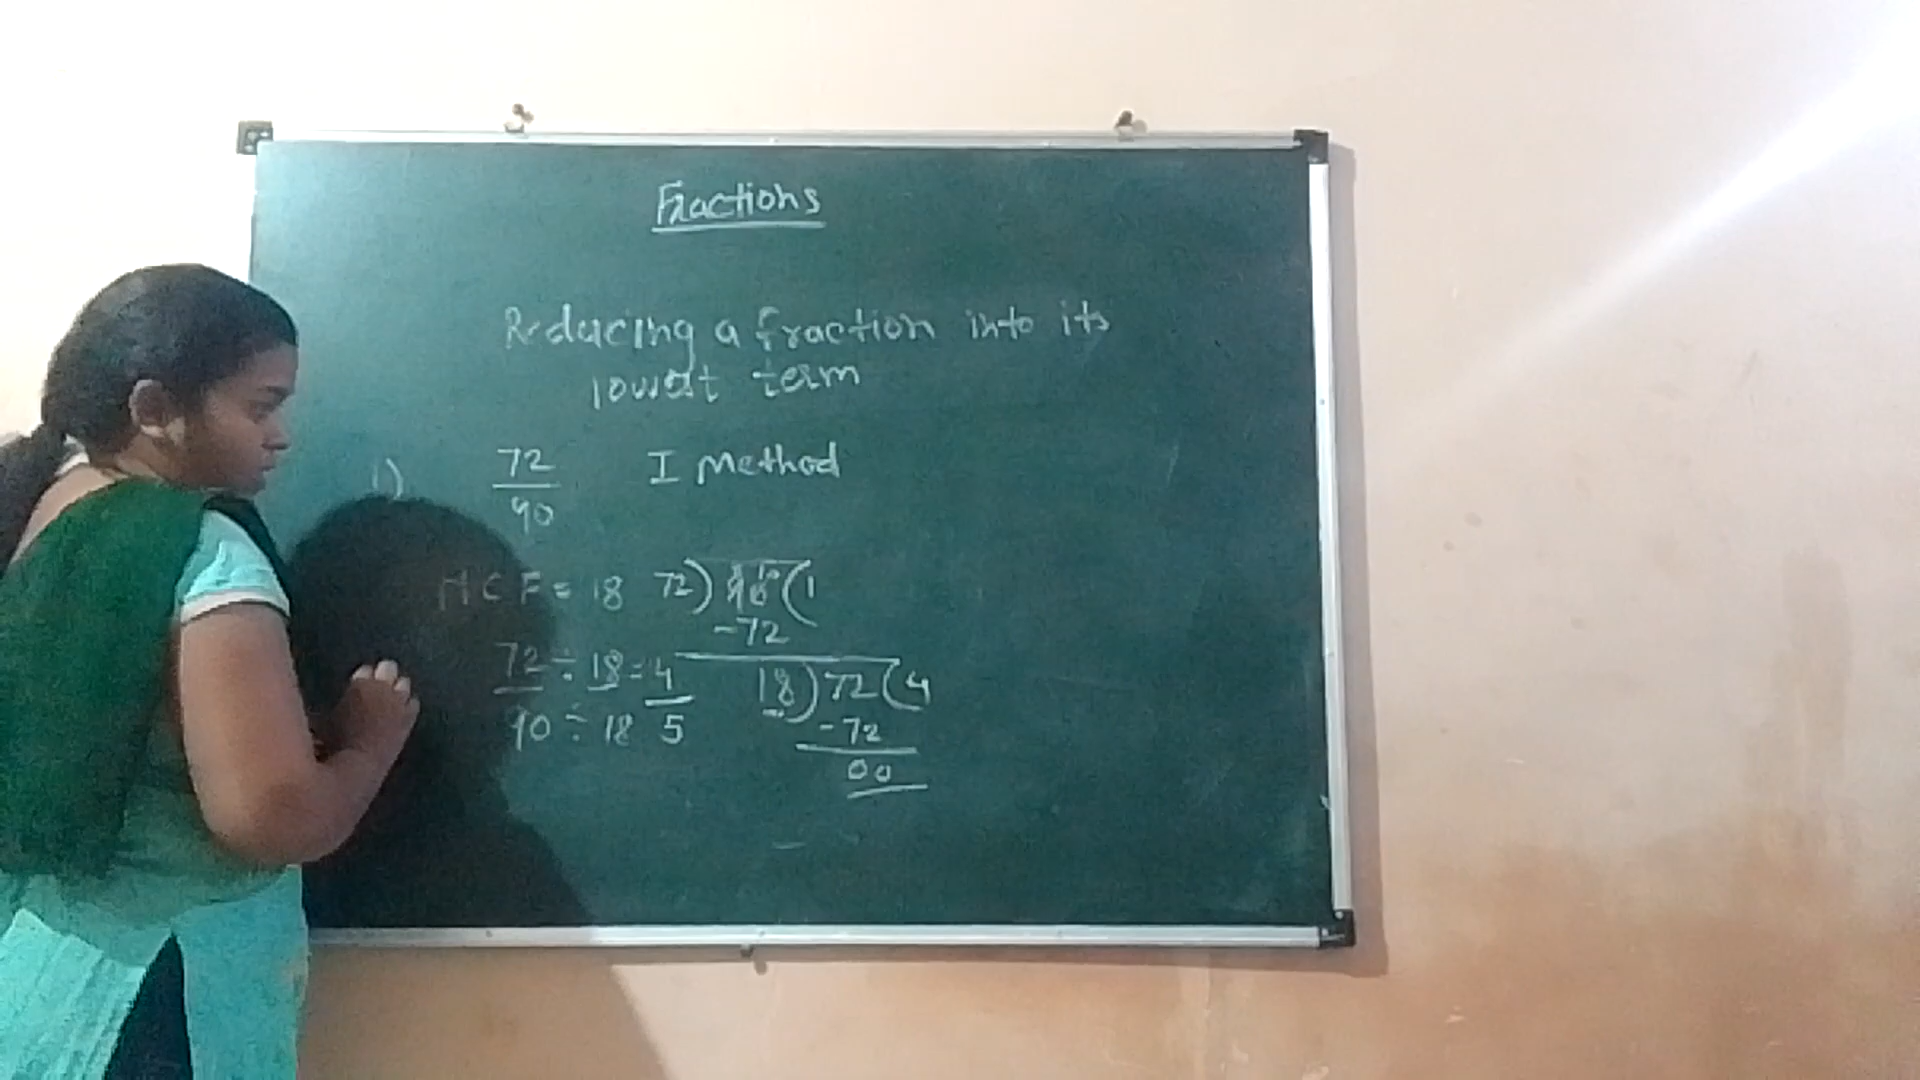 Fractions
Reducing a fraction into its
lowest term
1) 72/90 I Method
HCF = 18 72) 90 (1
-72
72 ÷ 18 = 4 18) 72 (4
90 ÷ 18 5 -72
00